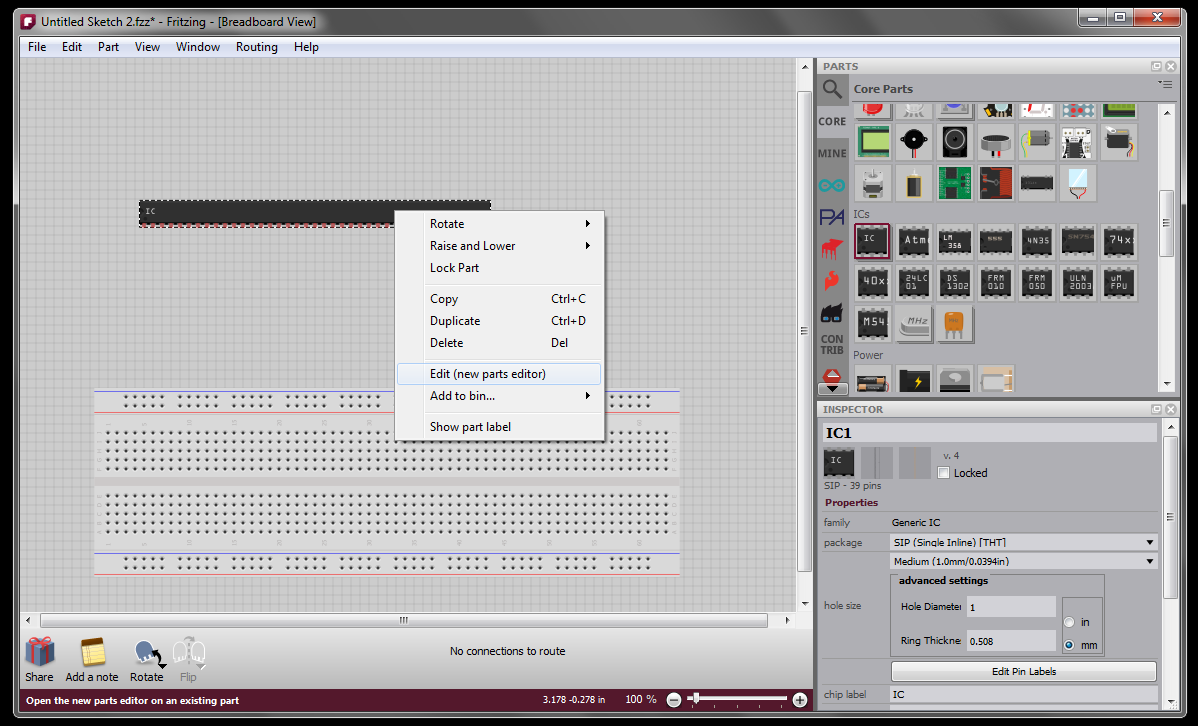 Untitled Sketch 2.fzz* - Fritzing - [Breadboard View]
File Edit Part View Window Routing Help
IC
Rotate
Raise and Lower
Lock Part
Copy Ctrl+C
Duplicate Ctrl+D
Delete Del
Edit (new parts editor)
Add to bin...
Show part label
PARTS
Core Parts
CORE
MINE
PA
CON
TRIB
ICs
IC
Atm
LM
358
555
4N35
SN754
74x
40x
24LC
01
DS
1302
FRM
010
FRM
050
ULN
2003
uM
FPU
M54
MHz
Power
INSPECTOR
IC1
IC
v. 4
Locked
SIP - 39 pins
Properties
family Generic IC
package SIP (Single Inline) [THT]
Medium (1.0mm/0.0394in)
advanced settings
hole size
Hole Diameter 1
Ring Thickne: 0.508
in
mm
Edit Pin Labels
chip label IC
No connections to route
Share Add a note Rotate Flip
Open the new parts editor on an existing part 3.178 -0.278 in 100 %